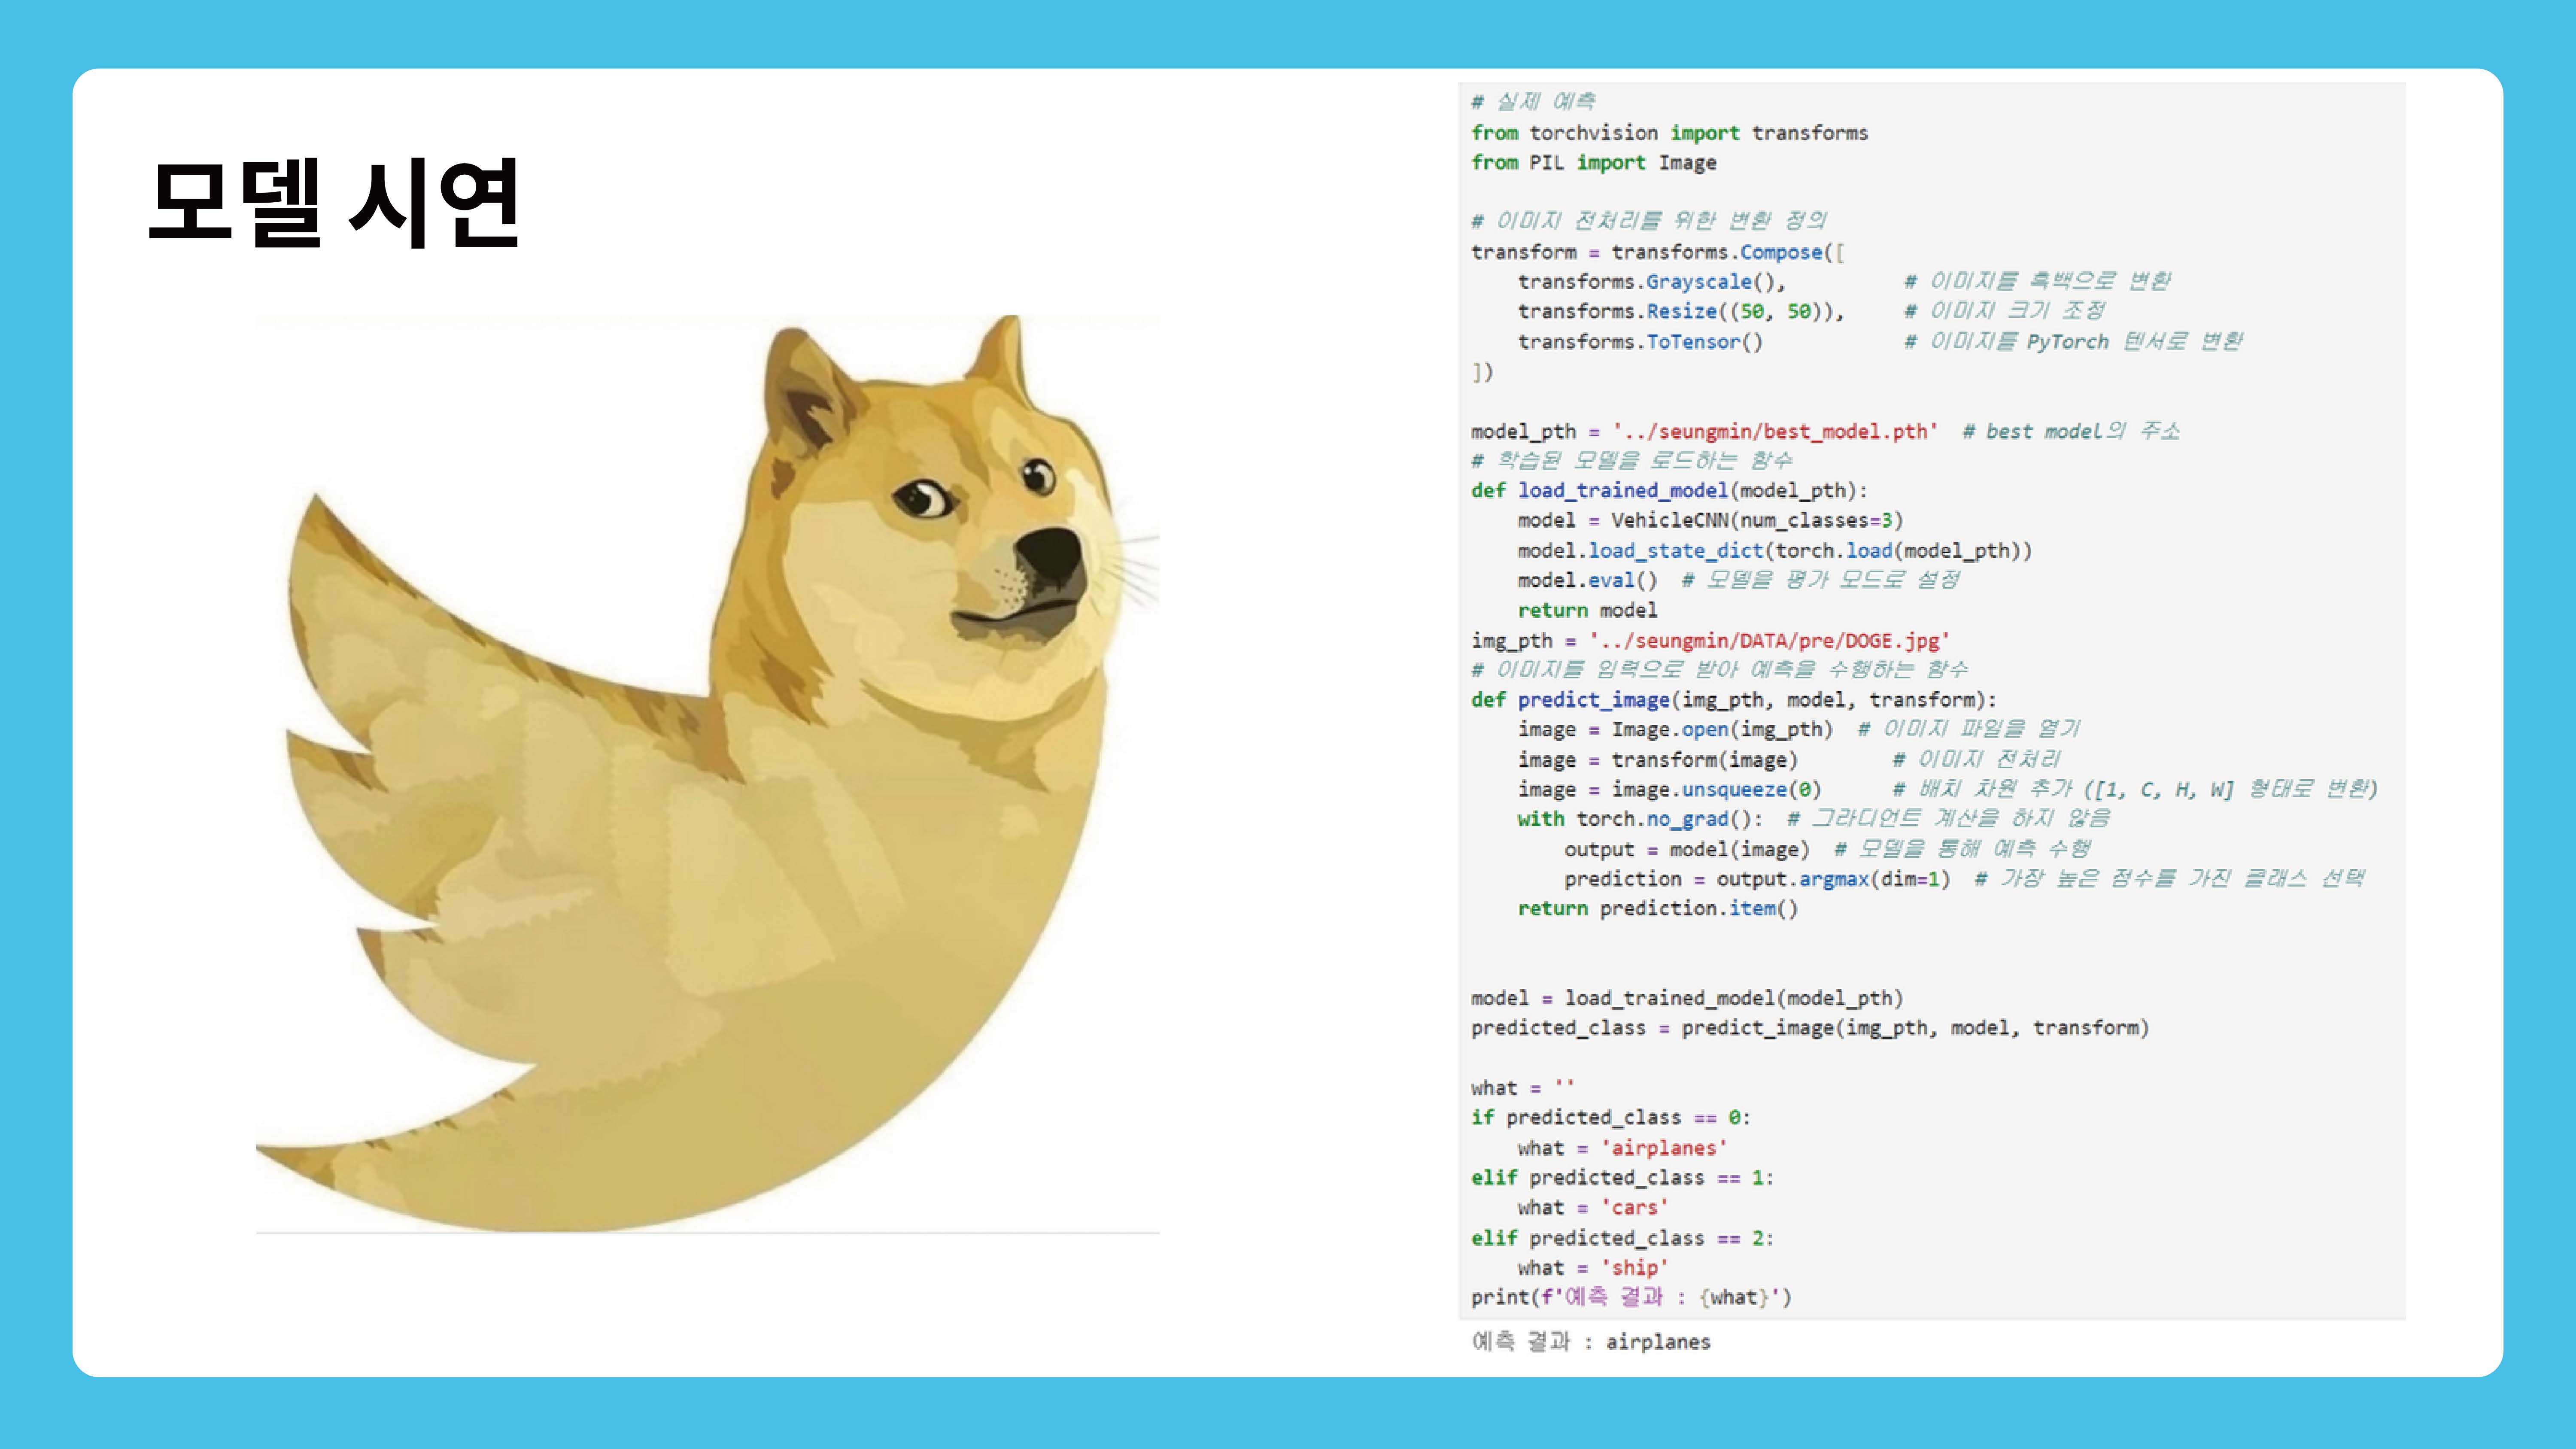 모델 시연
# 실제 예측
from torchvision import transforms
from PIL import Image
# 이미지 전처리를 위한 변환 정의
transform = transforms.Compose([
    transforms.Grayscale(),          # 이미지를 흑백으로 변환
    transforms.Resize((50, 50)),     # 이미지 크기 조정
    transforms.ToTensor()            # 이미지를 PyTorch 텐서로 변환
])
model_pth = '../seungmin/best_model.pth'  # best model의 주소
# 학습된 모델을 로드하는 함수
def load_trained_model(model_pth):
    model = VehicleCNN(num_classes=3)
    model.load_state_dict(torch.load(model_pth))
    model.eval()  # 모델을 평가 모드로 설정
    return model
img_pth = '../seungmin/DATA/pre/DOGE.jpg'
# 이미지를 입력으로 받아 예측을 수행하는 함수
def predict_image(img_pth, model, transform):
    image = Image.open(img_pth)  # 이미지 파일을 열기
    image = transform(image)        # 이미지 전처리
    image = image.unsqueeze(0)      # 배치 차원 추가 ([1, C, H, W] 형태로 변환)
    with torch.no_grad():  # 그라디언트 계산을 하지 않음
        output = model(image)  # 모델을 통해 예측 수행
        prediction = output.argmax(dim=1)  # 가장 높은 점수를 가진 클래스 선택
    return prediction.item()
model = load_trained_model(model_pth)
predicted_class = predict_image(img_pth, model, transform)
what = ''
if predicted_class == 0:
    what = 'airplanes'
elif predicted_class == 1:
    what = 'cars'
elif predicted_class == 2:
    what = 'ship'
print(f'예측 결과 : {what}')
예측 결과 : airplanes